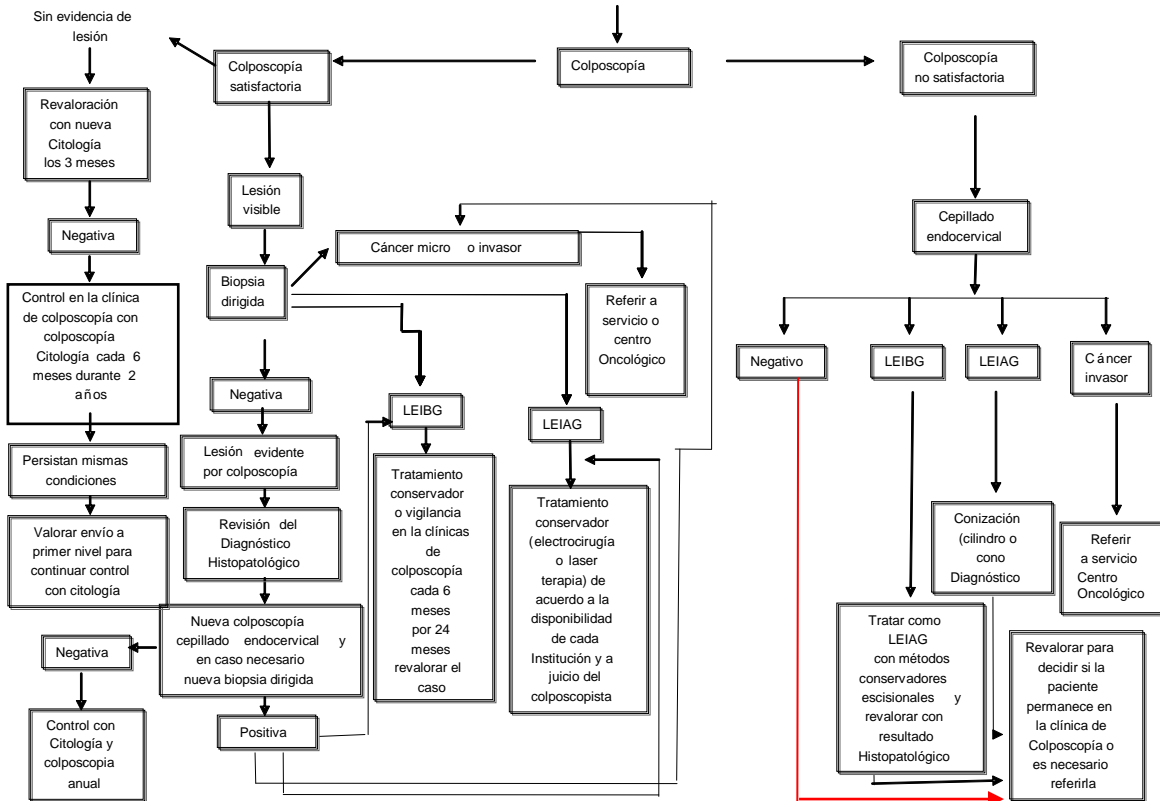 Sin evidencia de
lesión
Colposcopía
satisfactoria
Colposcopía
Colposcopía
no satisfactoria
Revaloración
con nueva
Citología
los 3 meses
Lesión
visible
Negativa
Cepillado
endocervical
Cáncer micro o invasor
Biopsia
dirigida
Control en la clínica
de colposcopía con
colposcopía
Citología cada 6
meses durante 2
años
Referir a
servicio o
centro
Oncológico
Negativo
LEIBG
LEIAG
Cáncer
invasor
Negativa
LEIBG
LEIAG
Persistan mismas
condiciones
Lesión evidente
por colposcopía
Tratamiento
conservador
o vigilancia
en la clínicas
de
colposcopía
cada 6
meses
por 24
meses
revalorar el
caso
Tratamiento
conservador
(electrocirugía
o laser
terapia) de
acuerdo a la
disponibilidad
de cada
Institución y a
juicio del
colposcopista
Valorar envío a
primer nivel para
continuar control
con citología
Revisión del
Diagnóstico
Histopatológico
Conización
(cilindro o
cono
Diagnóstico
Referir
a servicio
Centro
Oncológico
Nueva colposcopía
cepillado endocervical y
en caso necesario
nueva biopsia dirigida
Negativa
Tratar como
LEIAG
con métodos
conservadores
escisionales y
revalorar con
resultado
Histopatológico
Revalorar para
decidir si la
paciente
permanece en
la clínica de
Colposcopía o
es necesario
referirla
Control con
Citología y
colposcopia
anual
Positiva